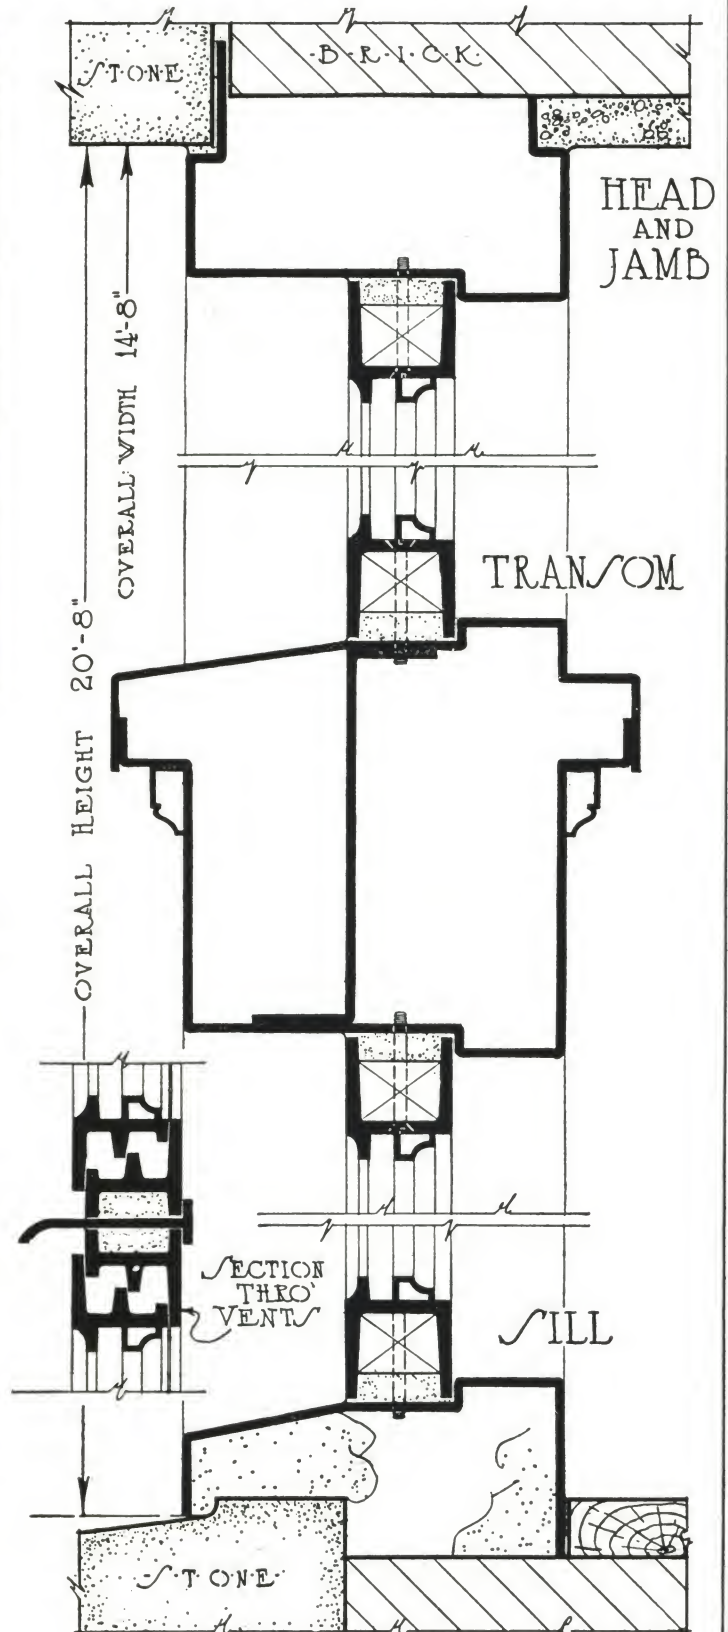 STONE
BRICK
HEAD
AND
JAMB
OVERALL WIDTH 14'-8"
TRANSOM
OVERALL HEIGHT 20'-8"
SECTION
THRO'
VENTS
SILL
STONE